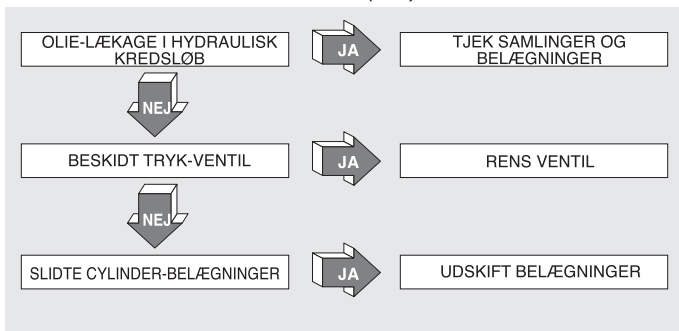 OLIE-LÆKAGE I HYDRAULISK
KREDSLØB
JA
TJEK SAMLINGER OG
BELÆGNINGER
NEJ
BESKIDT TRYK-VENTIL
JA
RENS VENTIL
NEJ
SLIDTE CYLINDER-BELÆGNINGER
JA
UDSKIFT BELÆGNINGER